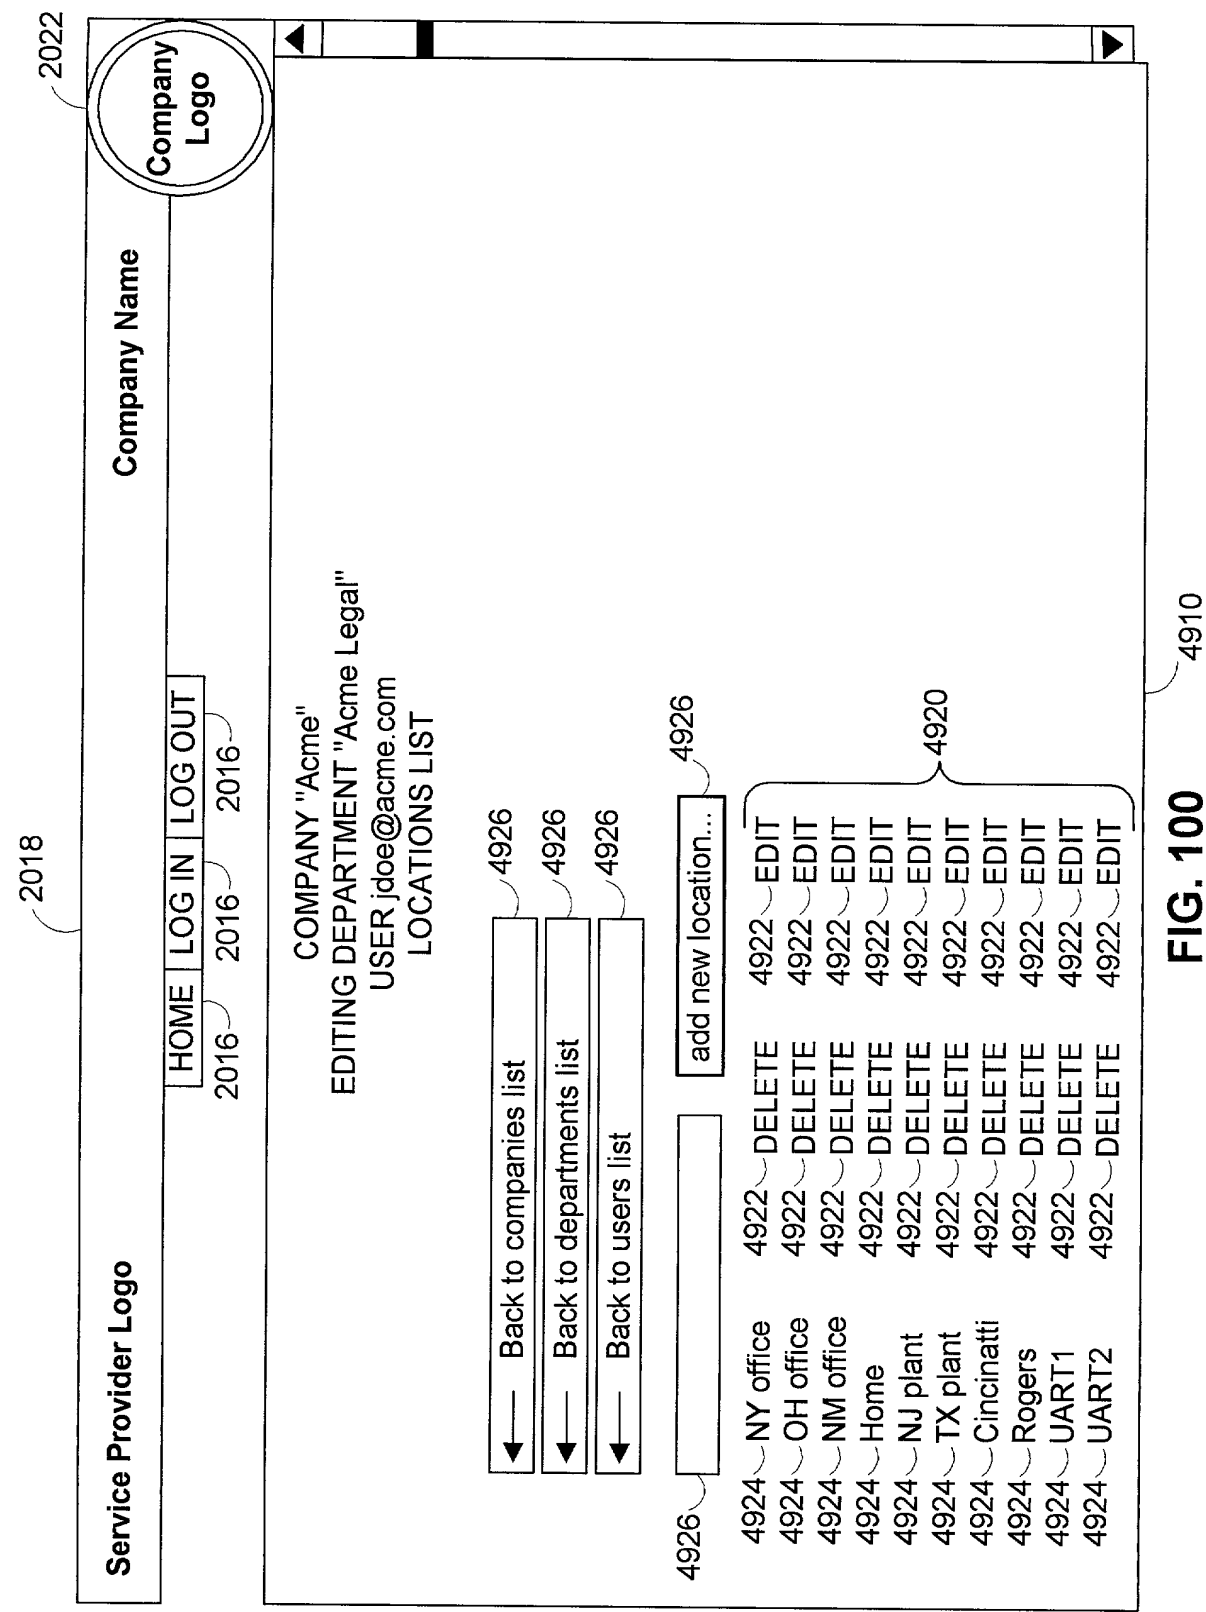 2018
2022
Service Provider Logo Company Name
Company
Logo
HOME LOG IN LOG OUT
2016 2016 2016
COMPANY "Acme"
EDITING DEPARTMENT "Acme Legal"
USER jdoe@acme.com
LOCATIONS LIST
Back to companies list 4926
Back to departments list 4926
Back to users list 4926
4926 add new location... 4926
4924 NY office 4922 DELETE 4922 EDIT
4924 OH office 4922 DELETE 4922 EDIT
4924 NM office 4922 DELETE 4922 EDIT
4924 Home 4922 DELETE 4922 EDIT
4924 NJ plant 4922 DELETE 4922 EDIT
4924 TX plant 4922 DELETE 4922 EDIT
4924 Cincinatti 4922 DELETE 4922 EDIT
4924 Rogers 4922 DELETE 4922 EDIT
4924 UART1 4922 DELETE 4922 EDIT
4924 UART2 4922 DELETE 4922 EDIT
4920
4910
FIG. 100